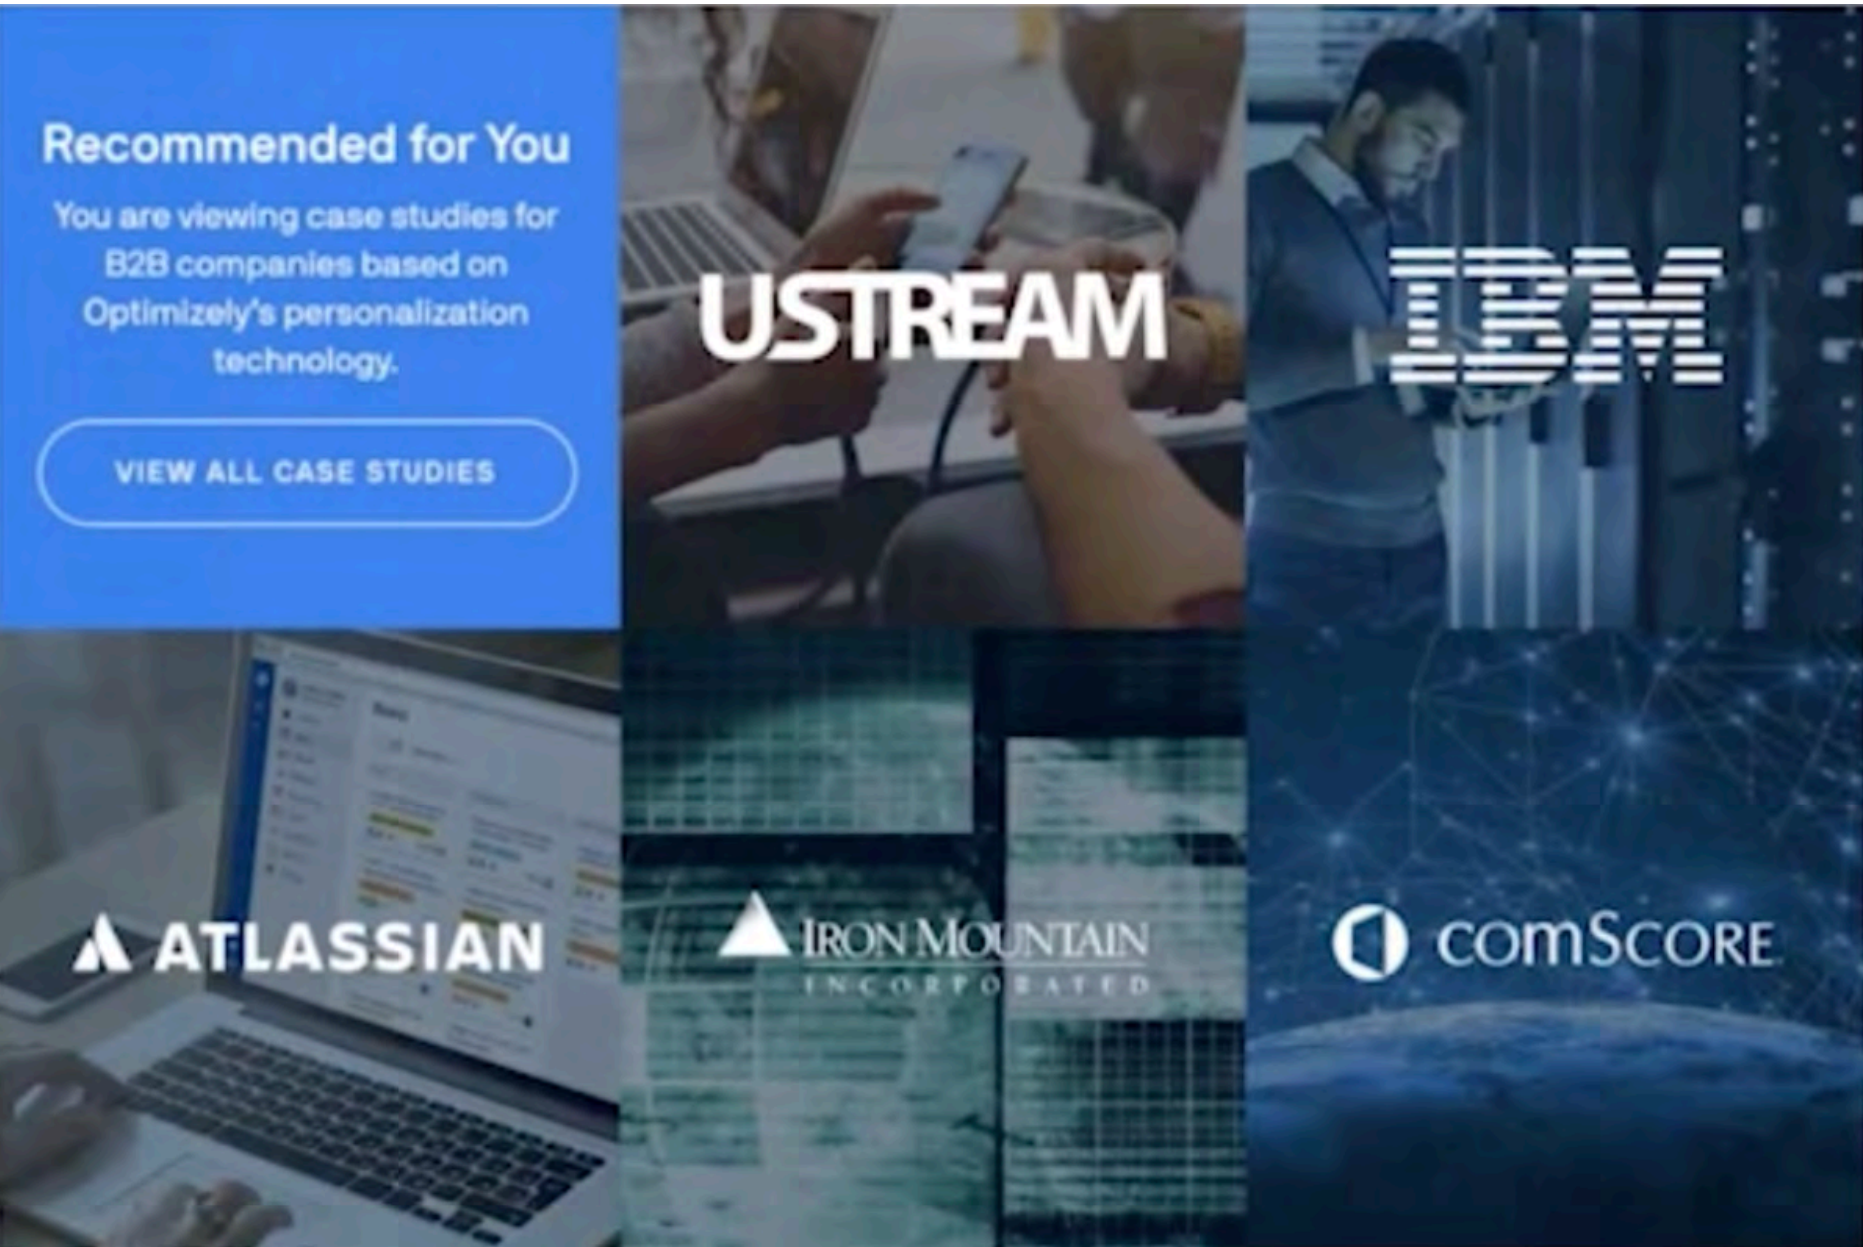 Recommended for You
You are viewing case studies for
B2B companies based on
Optimizely's personalization
technology.
VIEW ALL CASE STUDIES
USTREAM
IBM
ATLASSIAN
IRON MOUNTAIN
INCORPORATED
comSCORE